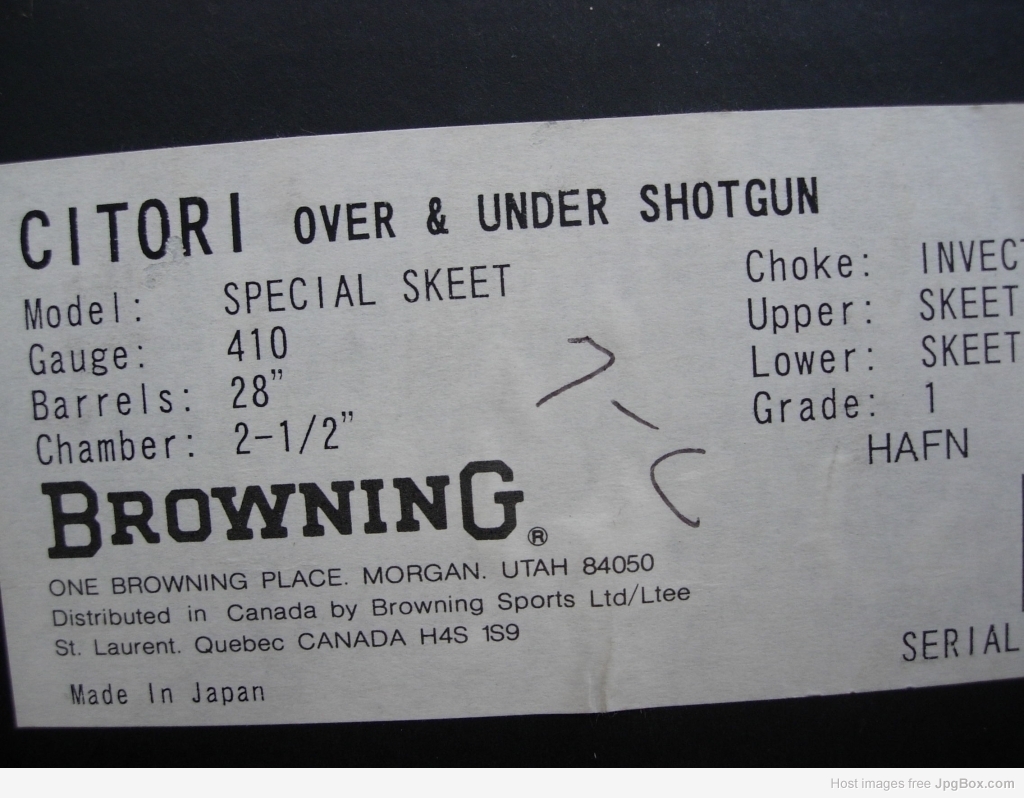 CITORI OVER & UNDER SHOTGUN
Model: SPECIAL SKEET
Gauge: 410
Barrels: 28”
Chamber: 2-1/2”
Choke: INVEC
Upper: SKEET
Lower: SKEET
Grade: 1
HAFN
BROWNING®
ONE BROWNING PLACE. MORGAN. UTAH 84050
Distributed in Canada by Browning Sports Ltd/Ltee
St. Laurent. Quebec CANADA H4S 1S9
SERIAL
Made In Japan
Host images free JpgBox.com